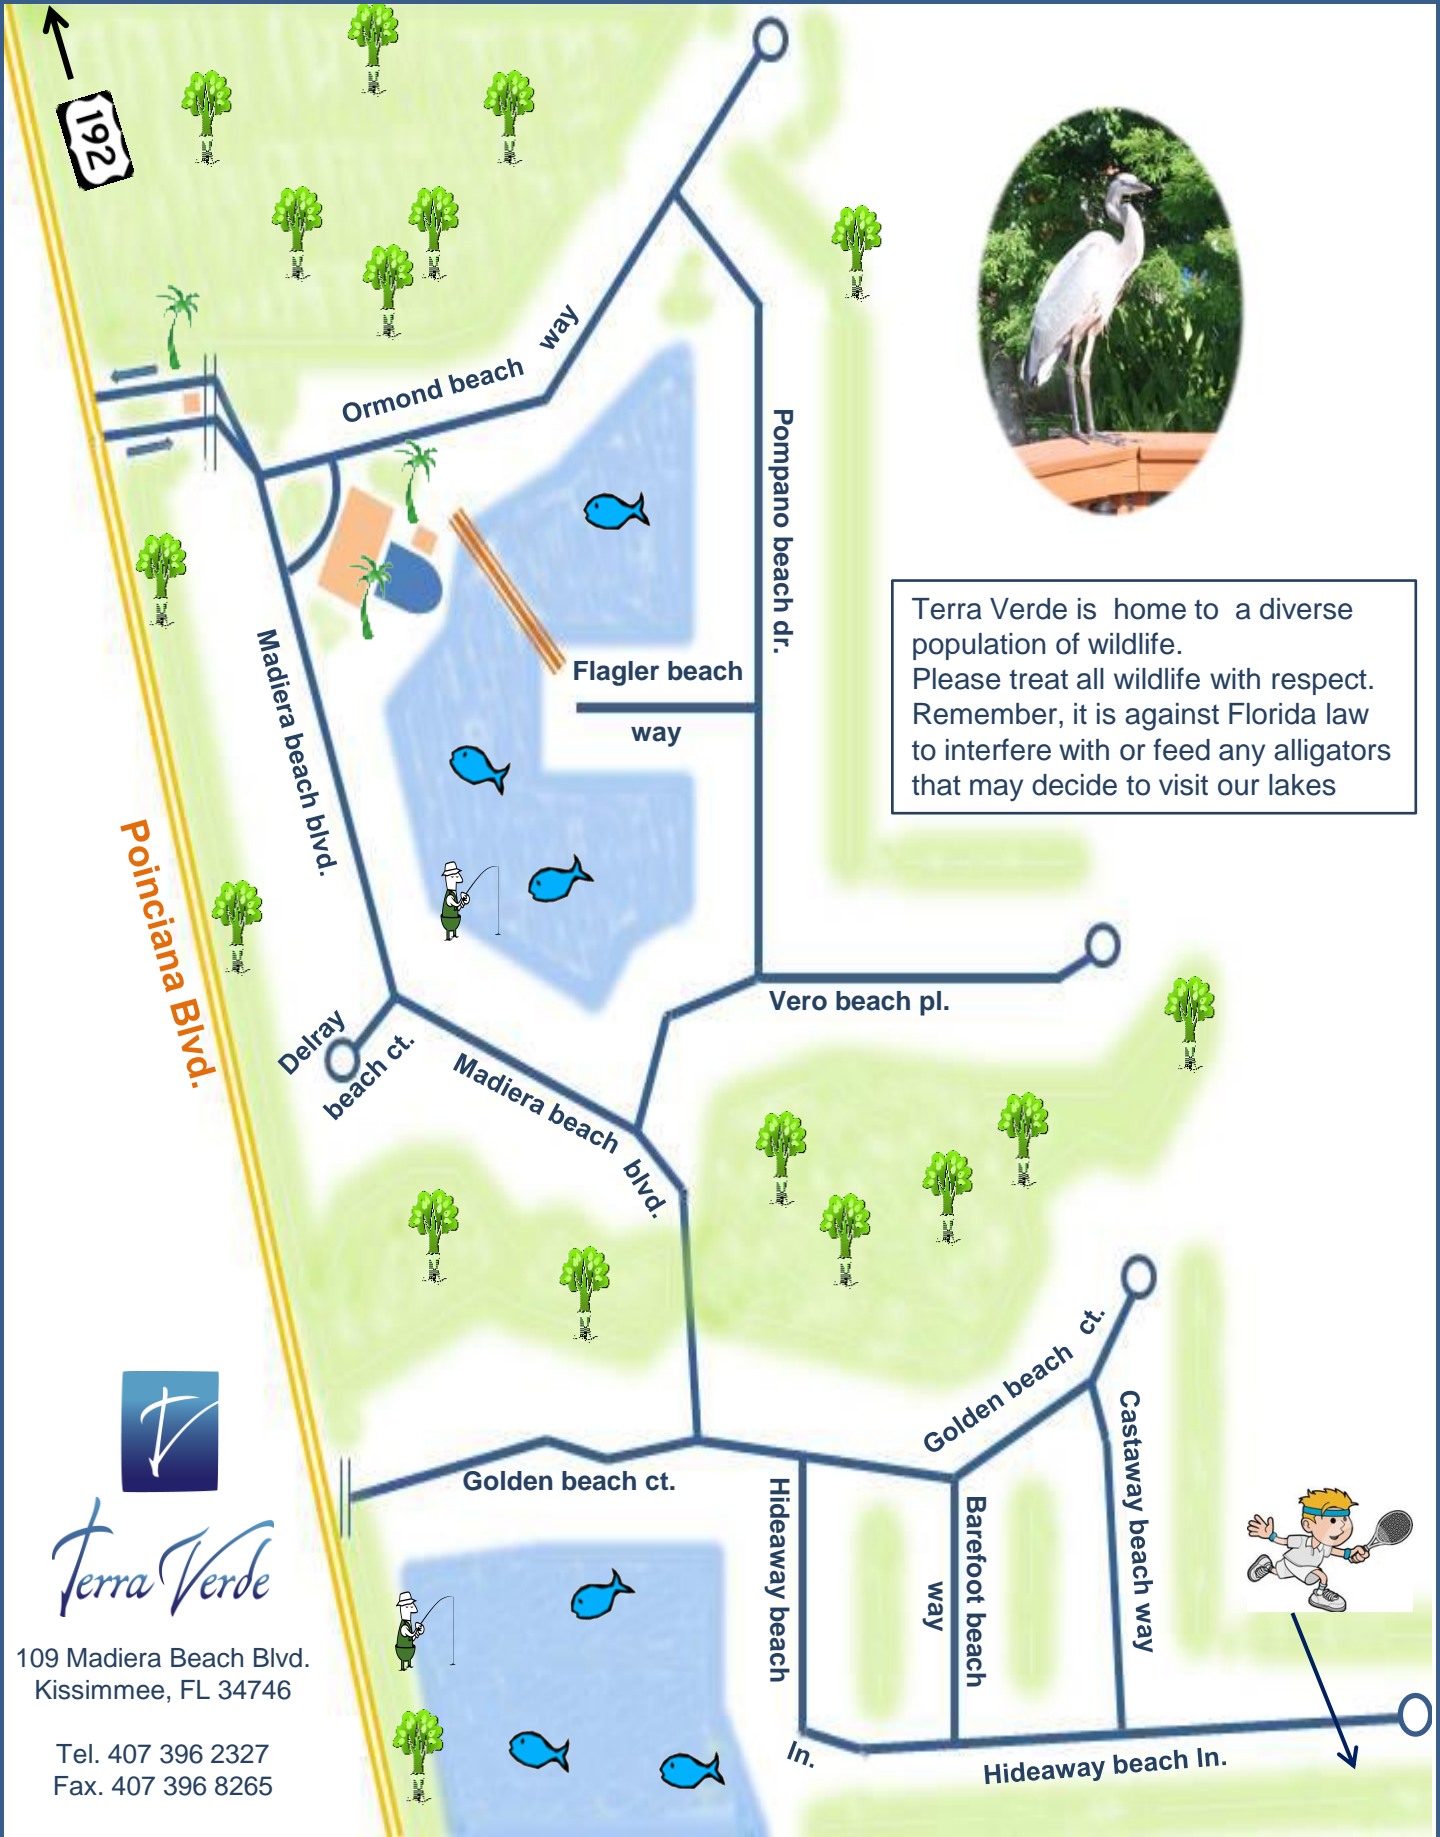 192
Ormond beach way
Pompano beach dr.
Terra Verde is home to a diverse
population of wildlife.
Please treat all wildlife with respect.
Remember, it is against Florida law
to interfere with or feed any alligators
that may decide to visit our lakes
Flagler beach
way
Madiera beach blvd.
Poinciana Blvd.
Vero beach pl.
Delray
beach ct.
Madiera beach blvd.
Golden beach ct.
Golden beach ct.
Hideaway beach
ln.
Barefoot beach
way
Castaway beach way
Hideaway beach ln.
Terra Verde
109 Madiera Beach Blvd.
Kissimmee, FL 34746
Tel. 407 396 2327
Fax. 407 396 8265